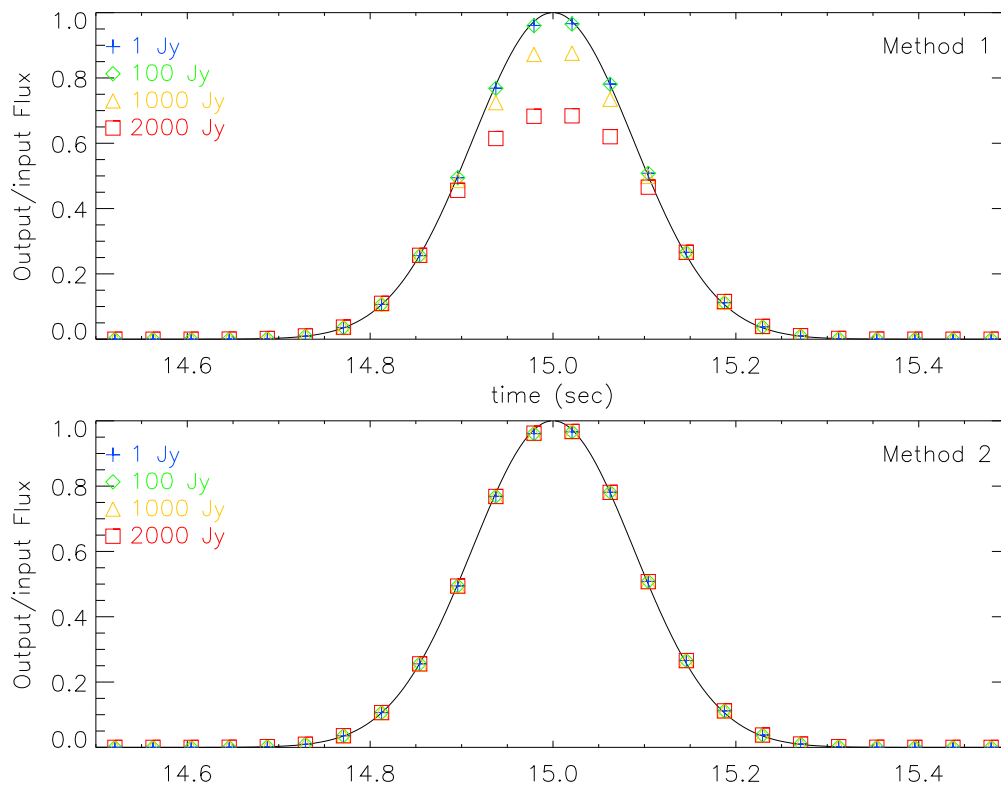 Method 1
1 Jy
100 Jy
1000 Jy
2000 Jy
Output/input Flux
1.0
0.8
0.6
0.4
0.2
0.0
14.6 14.8 15.0 15.2 15.4
time (sec)
Method 2
1 Jy
100 Jy
1000 Jy
2000 Jy
Output/input Flux
1.0
0.8
0.6
0.4
0.2
0.0
14.6 14.8 15.0 15.2 15.4